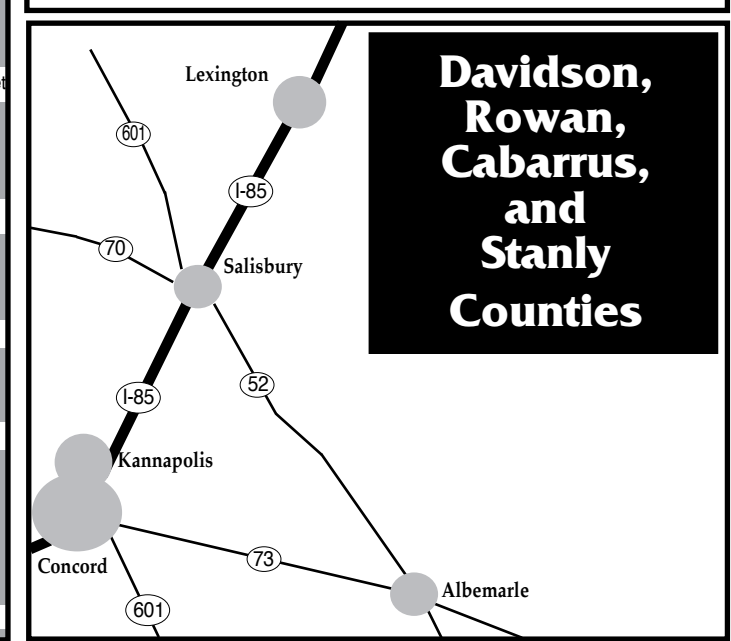 Lexington
Davidson,
Rowan,
Cabarrus,
and
Stanly
Counties
601
I-85
70
Salisbury
52
I-85
Kannapolis
73
Concord
Albemarle
601